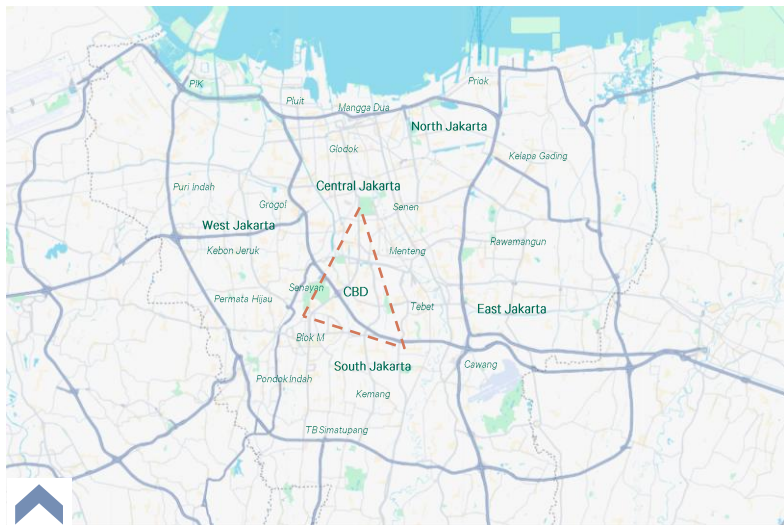 PIK
Pluit
Mangga Dua
Priok
North Jakarta
Glodok
Kelapa Gading
Puri Indah
Central Jakarta
Grogol
Senen
West Jakarta
Kebon Jeruk
Menteng
Rawamangun
Senayan
CBD
Permata Hijau
Tebet
East Jakarta
Blok M
South Jakarta
Cawang
Pondok Indah
Kemang
TB Simatupang